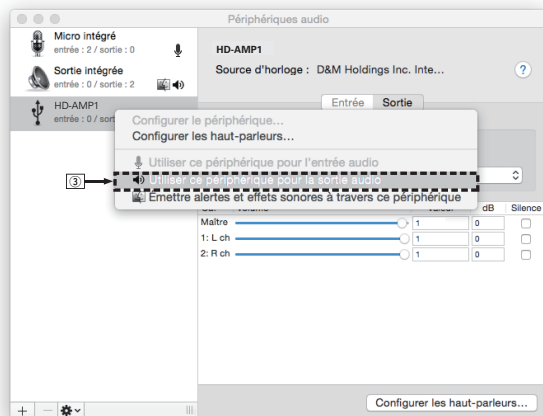 Périphériques audio
Micro intégré
entrée : 2 / sortie : 0
Sortie intégrée
entrée : 0 / sortie : 2
HD-AMP1
entrée : 0 / sort
HD-AMP1
Source d'horloge : D&M Holdings Inc. Inte...
?
Entrée Sortie
Configurer le périphérique...
Configurer les haut-parleurs...
Utiliser ce périphérique pour l'entrée audio
③
Utiliser ce périphérique pour la sortie audio
Émettre alertes et effets sonores à travers ce périphérique
Volume Valeur dB Silence
Maître 1 0
1: L ch 1 0
2: R ch 1 0
+ −
Configurer les haut-parleurs...